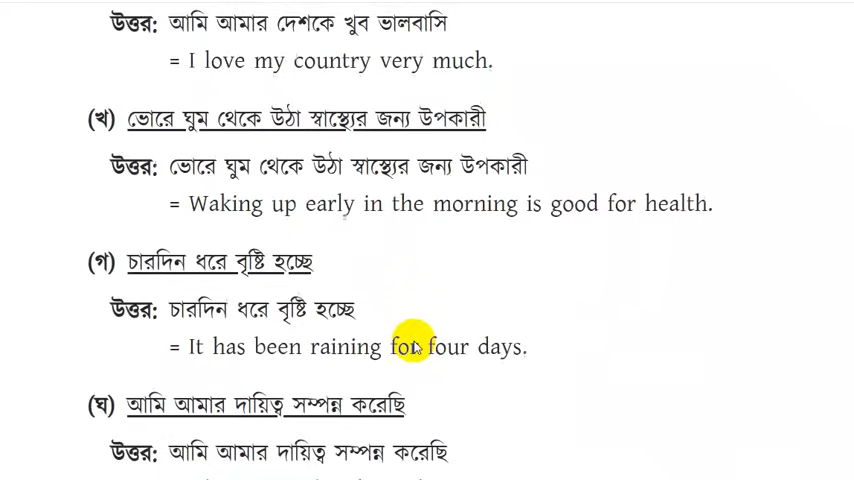 উত্তর: আমি আমার দেশকে খুব ভালবাসি
= I love my country very much.
(খ) ভোরে ঘুম থেকে উঠা স্বাস্থ্যের জন্য উপকারী
উত্তর: ভোরে ঘুম থেকে উঠা স্বাস্থ্যের জন্য উপকারী
= Waking up early in the morning is good for health.
(গ) চারদিন ধরে বৃষ্টি হচ্ছে
উত্তর: চারদিন ধরে বৃষ্টি হচ্ছে
= It has been raining for four days.
(ঘ) আমি আমার দায়িত্ব সম্পন্ন করেছি
উত্তর: আমি আমার দায়িত্ব সম্পন্ন করেছি